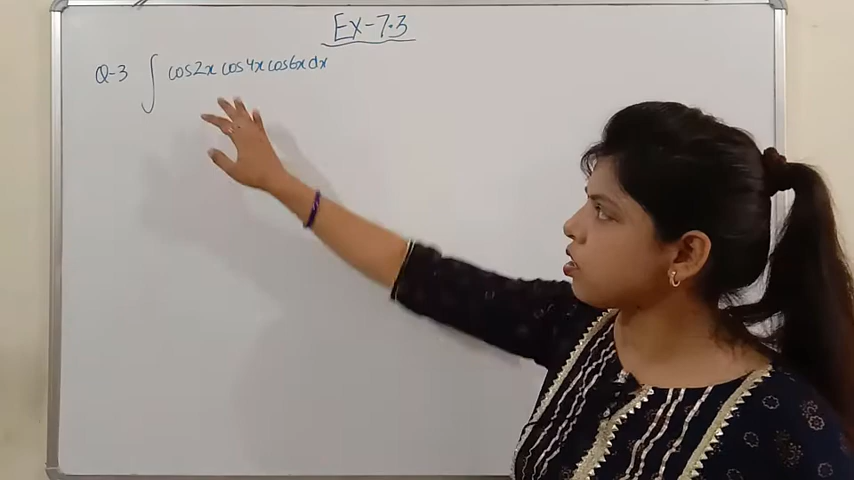 Ex-7.3
Q-3 ∫ cos2x cos4x cos6x dx